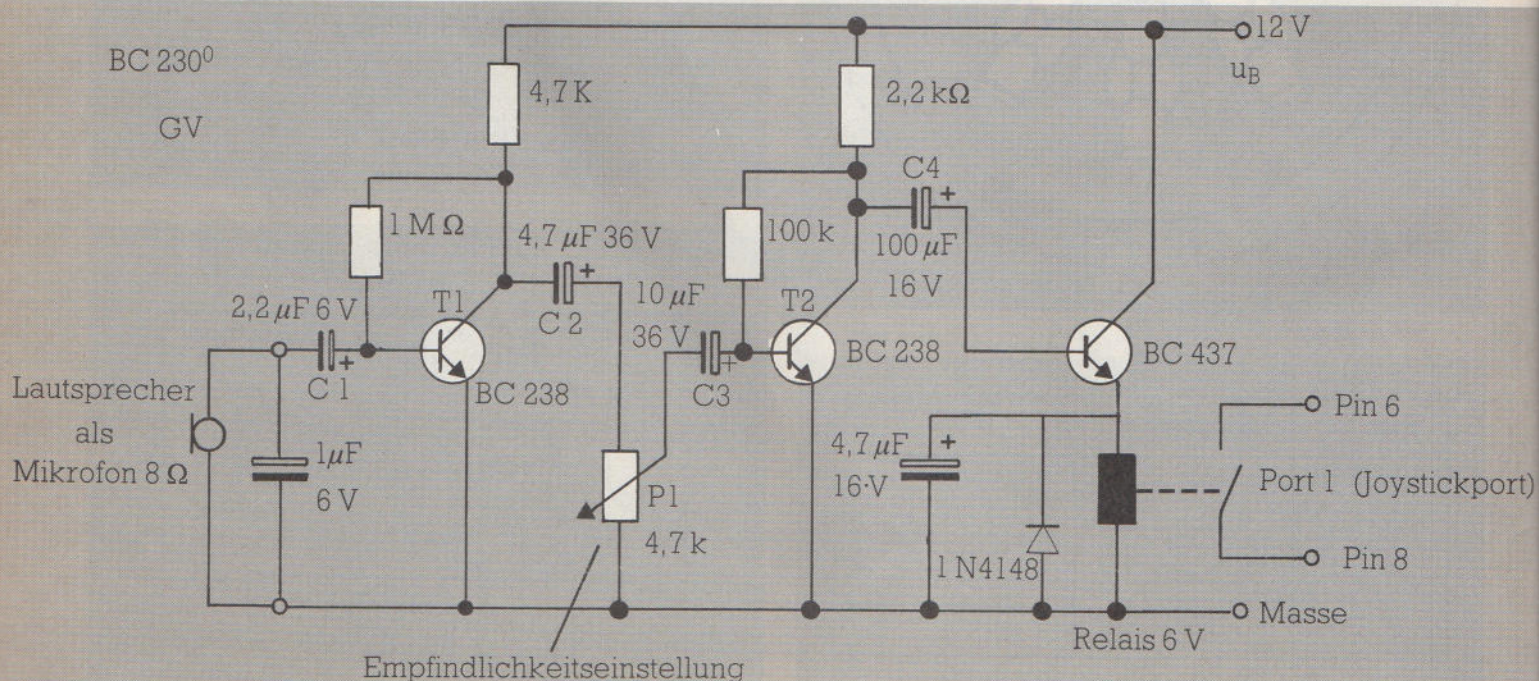 BC 230⁰
GV
12 V
u_B
4,7 K
2,2 kΩ
1 M Ω
4,7 μF 36 V
C 2
100 k
C4
100 μF
16 V
2,2 μF 6 V
C 1
T1
BC 238
10 μF
36 V
C3
T2
BC 238
BC 437
Lautsprecher
als
Mikrofon 8 Ω
1μF
6 V
P1
4,7 k
4,7 μF
16·V
1 N4148
Pin 6
Port 1 (Joystickport)
Pin 8
Masse
Relais 6 V
Empfindlichkeitseinstellung